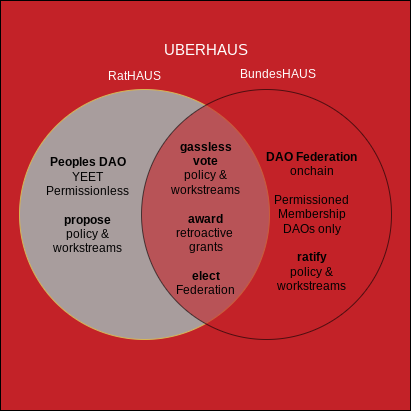 UBERHAUS
RatHAUS
BundesHAUS
Peoples DAO
YEET
Permissionless
propose
policy &
workstreams
gassless
vote
policy &
workstreams
award
retroactive
grants
elect
Federation
DAO Federation
onchain
Permissioned
Membership
DAOs only
ratify
policy &
workstreams